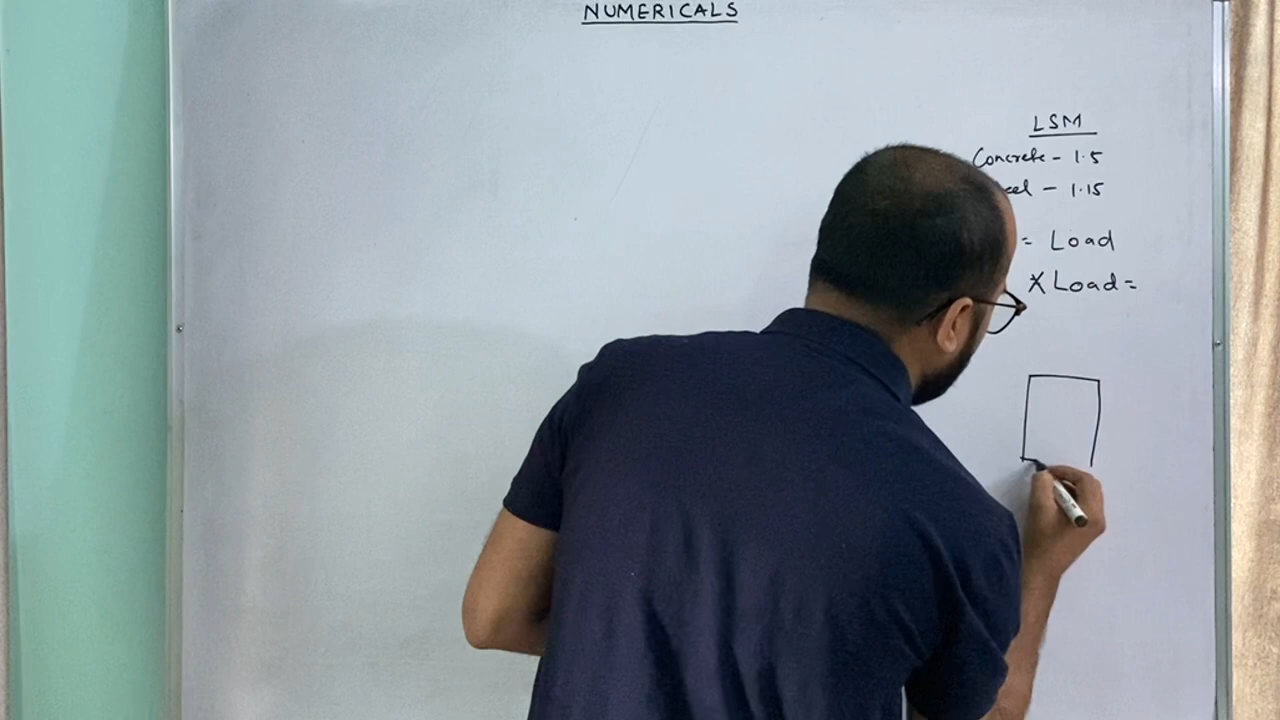 NUMERICALS
LSM
Concrete - 1.5
- 1.15
= Load
X Load =